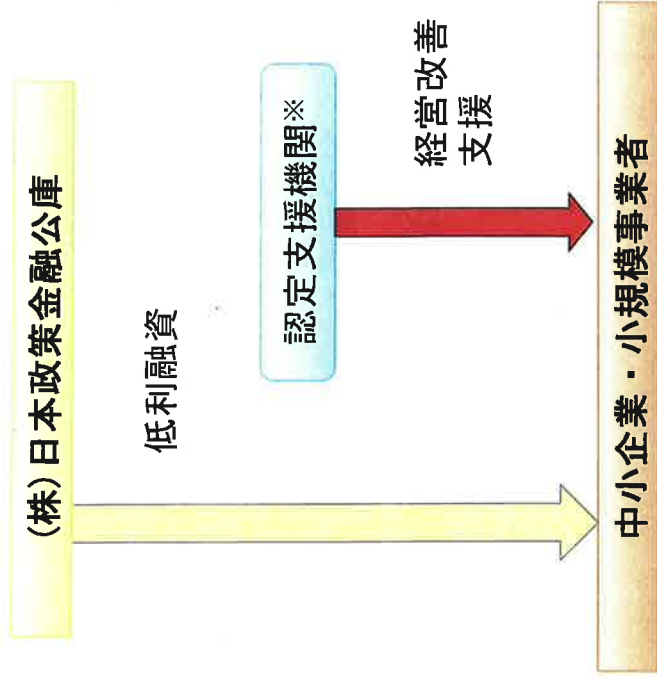 (株)日本政策金融公庫
低利融資
認定支援機関※
経営改善
支援
中小企業・小規模事業者